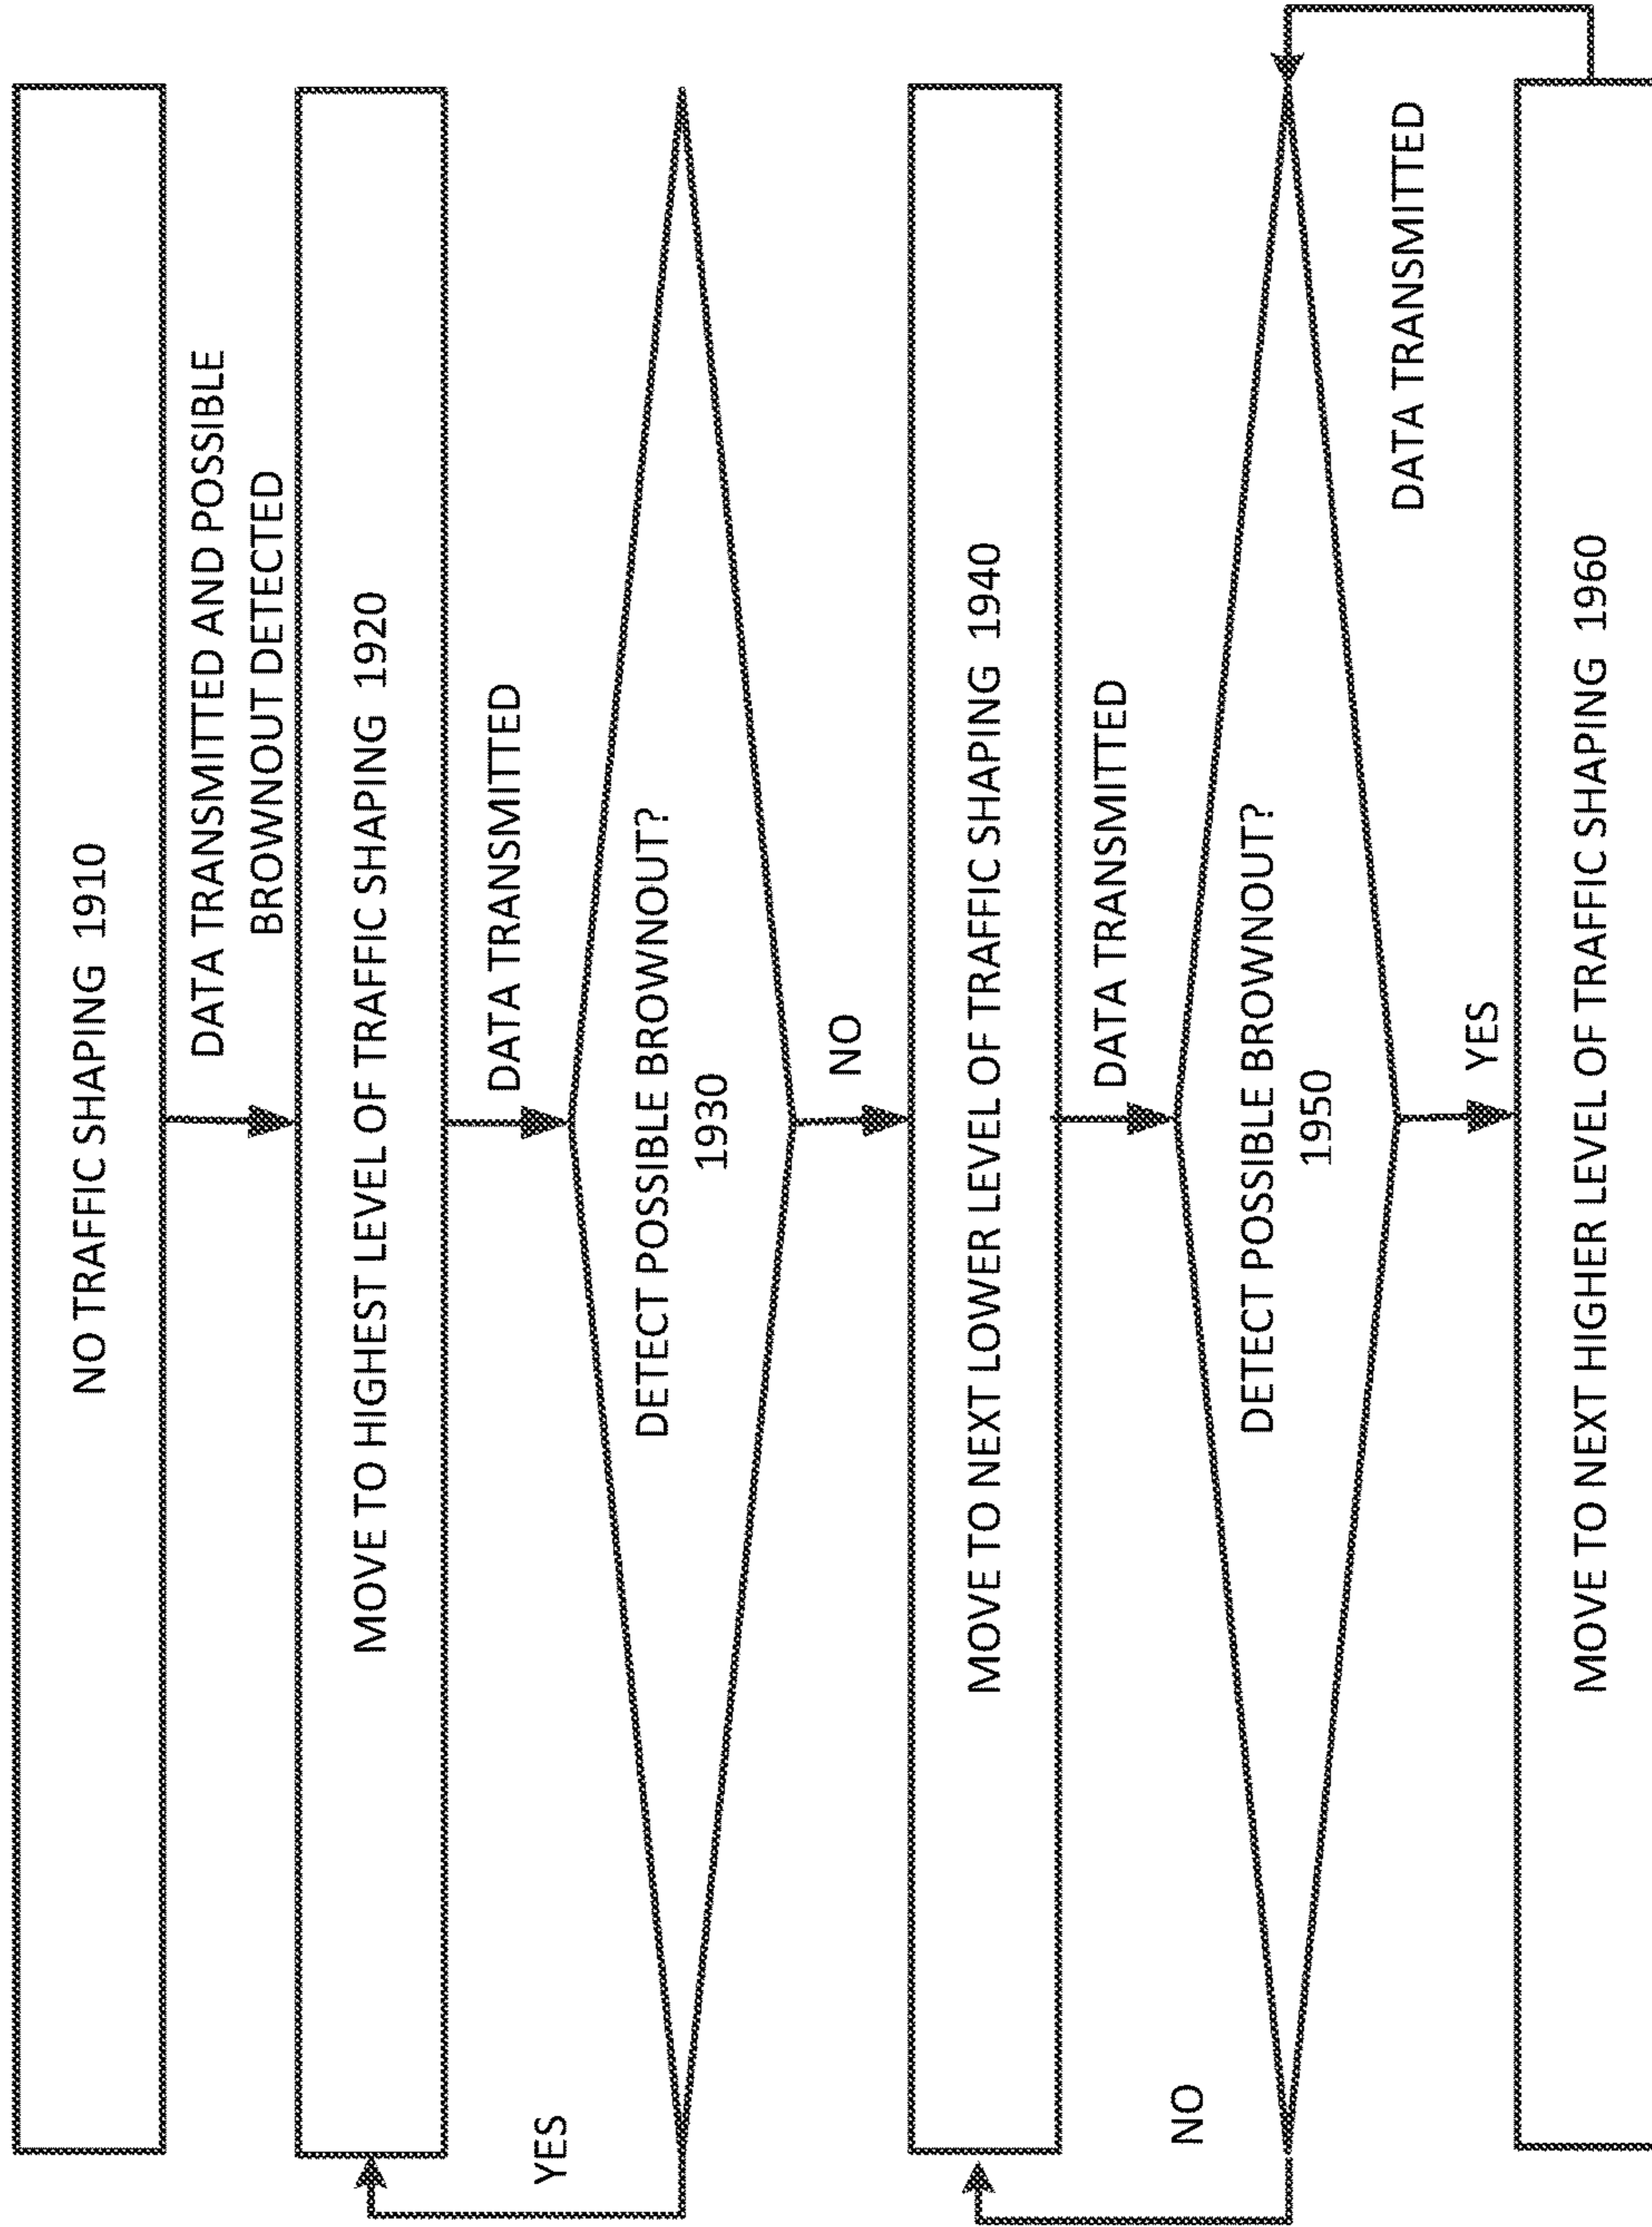 NO TRAFFIC SHAPING 1910
DATA TRANSMITTED AND POSSIBLE
BROWNOUT DETECTED
MOVE TO HIGHEST LEVEL OF TRAFFIC SHAPING 1920
DATA TRANSMITTED
YES
DETECT POSSIBLE BROWNOUT?
1930
NO
MOVE TO NEXT LOWER LEVEL OF TRAFFIC SHAPING 1940
DATA TRANSMITTED
NO
DETECT POSSIBLE BROWNOUT?
1950
DATA TRANSMITTED
YES
MOVE TO NEXT HIGHER LEVEL OF TRAFFIC SHAPING 1960